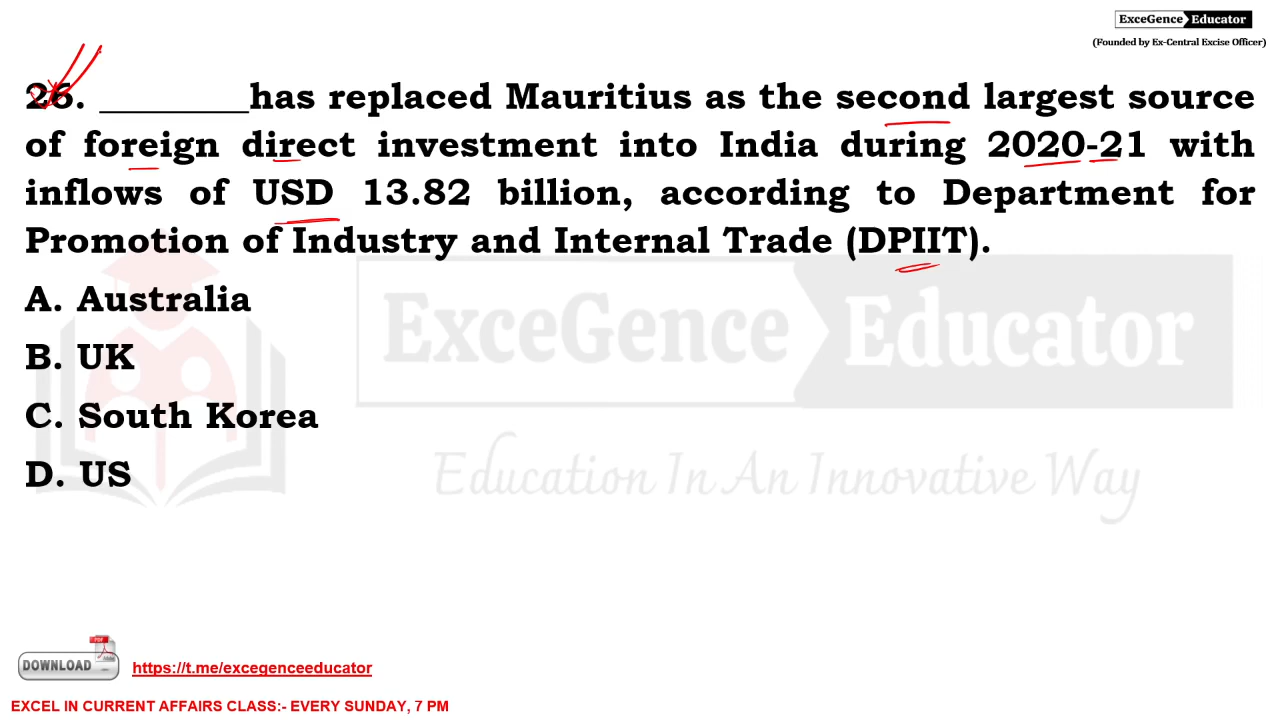 ExceGence Educator
(Founded by Ex-Central Excise Officer)
26. ________has replaced Mauritius as the second largest source
of foreign direct investment into India during 2020-21 with
inflows of USD 13.82 billion, according to Department for
Promotion of Industry and Internal Trade (DPIIT).
A. Australia
B. UK
C. South Korea
D. US
ExceGence Educator
Education In An Innovative Way
PDF
DOWNLOAD
https://t.me/excegenceeducator
EXCEL IN CURRENT AFFAIRS CLASS:- EVERY SUNDAY, 7 PM